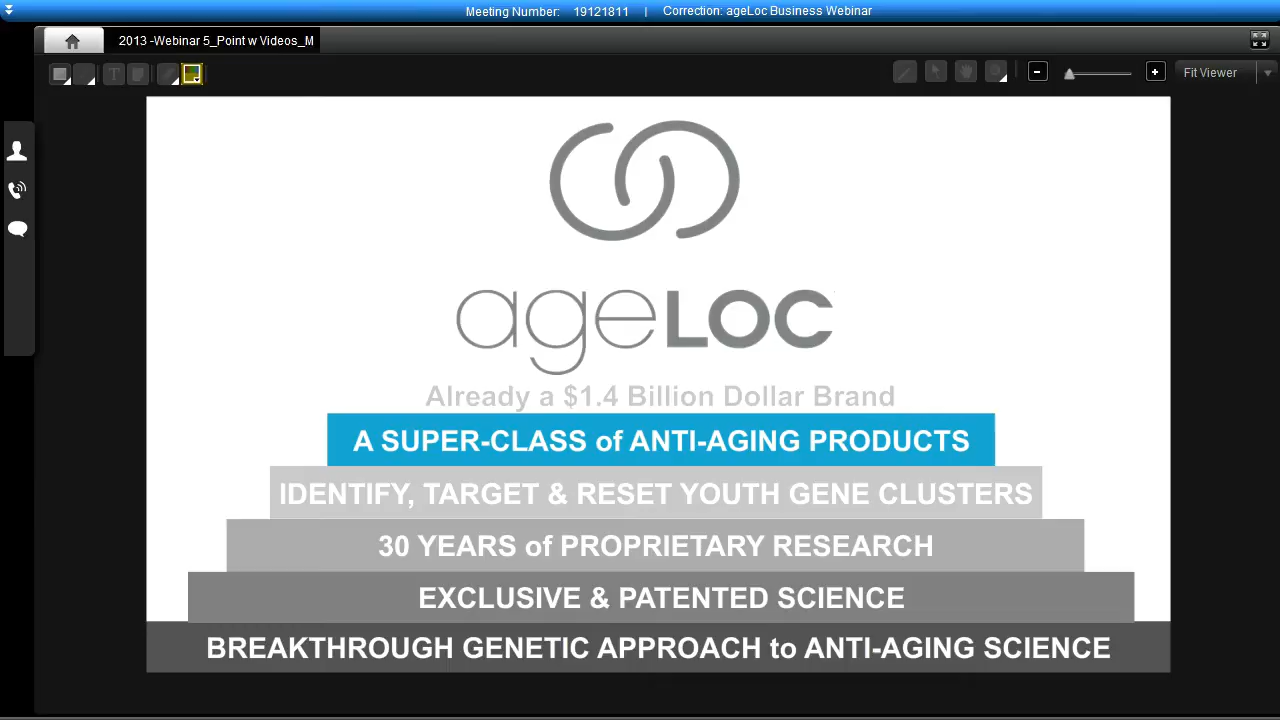 Meeting Number: 19121811 | Correction: ageLoc Business Webinar
2013 -Webinar 5_Point w Videos_M
T
Fit Viewer
ageLOC
Already a $1.4 Billion Dollar Brand
A SUPER-CLASS of ANTI-AGING PRODUCTS
IDENTIFY, TARGET & RESET YOUTH GENE CLUSTERS
30 YEARS of PROPRIETARY RESEARCH
EXCLUSIVE & PATENTED SCIENCE
BREAKTHROUGH GENETIC APPROACH to ANTI-AGING SCIENCE